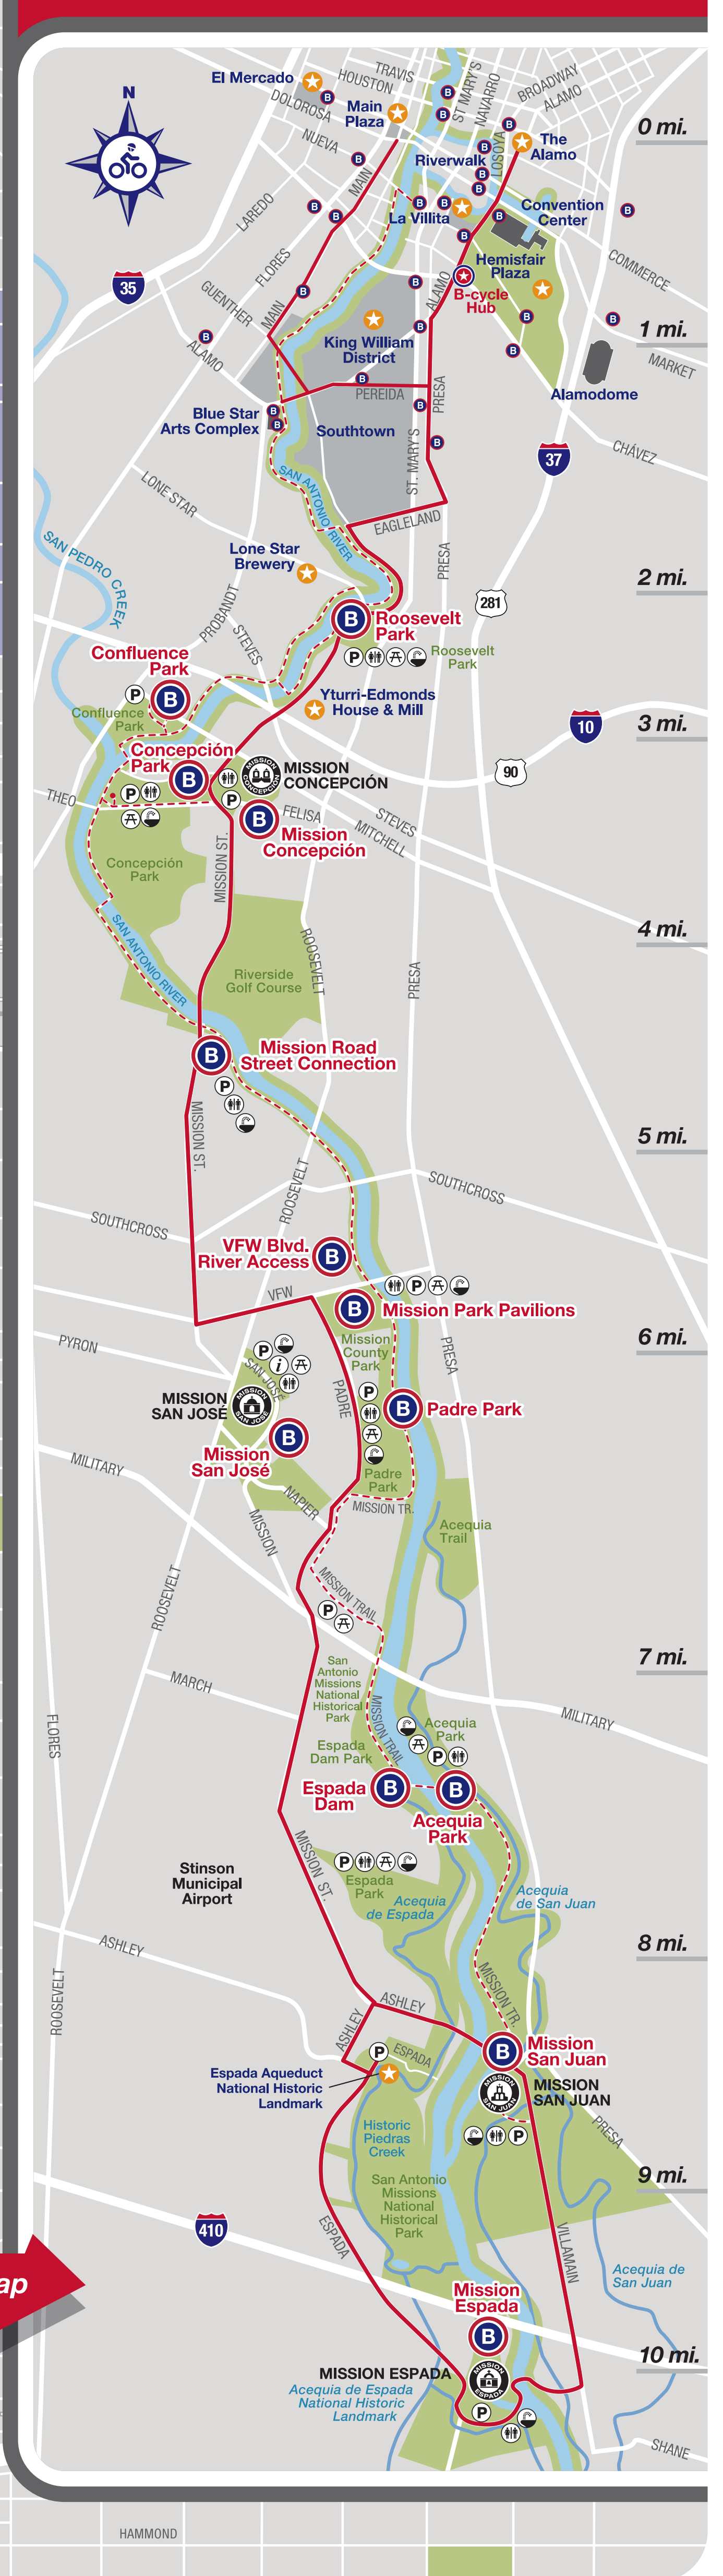 El Mercado
TRAVIS
HOUSTON
ST MARY'S
NAVARRO
BROADWAY
ALAMO
N
DOLOROSA
Main
Plaza
0 mi.
NUEVA
LOSOYA
The
Alamo
Riverwalk
MAIN
LAREDO
La Villita
Convention
Center
FLORES
Hemisfair
Plaza
COMMERCE
35
GUENTHER
ALAMO
B-cycle
Hub
MAIN
1 mi.
King William
District
ALAMO
MARKET
PEREIDA
PRESA
Alamodome
Blue Star
Arts Complex
Southtown
ST. MARY'S
CHÁVEZ
37
LONE STAR
SAN ANTONIO RIVER
EAGLELAND
SAN PEDRO CREEK
Lone Star
Brewery
PRESA
2 mi.
281
PROBANDT
STEVES
B
Roosevelt
Park
P
Roosevelt
Park
Confluence
Park
B
P
Confluence
Park
Yturri-Edmonds
House & Mill
10
3 mi.
Concepción
Park
B
MISSION
CONCEPCIÓN
MISSION
CONCEPCIÓN
90
THEO
P
P
B
FELISA
Mission
Concepción
STEVES
MITCHELL
MISSION ST.
Concepción
Park
SAN ANTONIO RIVER
4 mi.
ROOSEVELT
PRESA
Riverside
Golf Course
B
Mission Road
Street Connection
P
MISSION ST.
5 mi.
ROOSEVELT
SOUTHCROSS
SOUTHCROSS
VFW Blvd.
River Access
B
VFW
P
B
Mission Park Pavilions
PYRON
Mission
County
Park
PRESA
6 mi.
P
i
SAN JOSE
PADRE
P
MISSION
SAN JOSÉ
MISSION
SAN JOSÉ
B
Padre Park
Mission
San José
B
MILITARY
Padre
Park
NAPIER
MISSION TR.
MISSION
Acequia
Trail
ROOSEVELT
MISSION TRAIL
P
7 mi.
San
Antonio
Missions
National
Historical
Park
MARCH
FLORES
MISSION TRAIL
MILITARY
Acequia
Park
P
Espada
Dam Park
Espada
Dam
B
B
Acequia
Park
MISSION ST.
P
Stinson
Municipal
Airport
Espada
Park
Acequia
de Espada
Acequia
de San Juan
8 mi.
ASHLEY
ROOSEVELT
MISSION TR.
ASHLEY
ASHLEY
P
ESPADA
B
Mission
San Juan
Espada Aqueduct
National Historic
Landmark
MISSION
SAN JUAN
MISSION
SAN JUAN
Historic
Piedras
Creek
P
PRESA
9 mi.
San Antonio
Missions
National
Historical
Park
410
ESPADA
VILLAMAIN
Acequia de
San Juan
ap
Mission
Espada
B
10 mi.
MISSION ESPADA
MISSION
ESPADA
Acequia de Espada
National Historic
Landmark
P
SHANE
HAMMOND